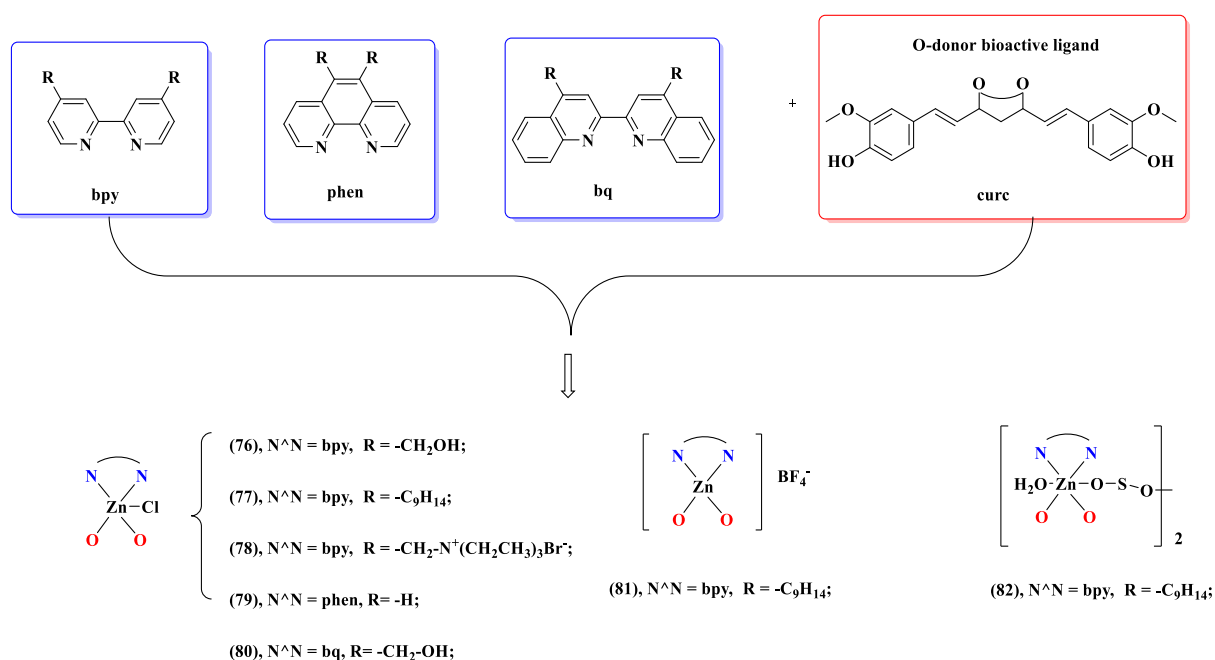 R R
N N
bpy
R R
N N
phen
R R
N N
bq
+
O-donor bioactive ligand
O O
O O
HO OH
curc
N N
Zn Cl
O O
(76), N^N = bpy, R = -CH₂OH;
(77), N^N = bpy, R = -C₉H₁₄;
(78), N^N = bpy, R = -CH₂-N⁺(CH₂CH₃)₃Br⁻;
(79), N^N = phen, R= -H;
(80), N^N = bq, R= -CH₂-OH;
N N
Zn
O O
BF₄⁻
(81), N^N = bpy, R = -C₉H₁₄;
N N
H₂O Zn O S O
O O
2
(82), N^N = bpy, R = -C₉H₁₄;